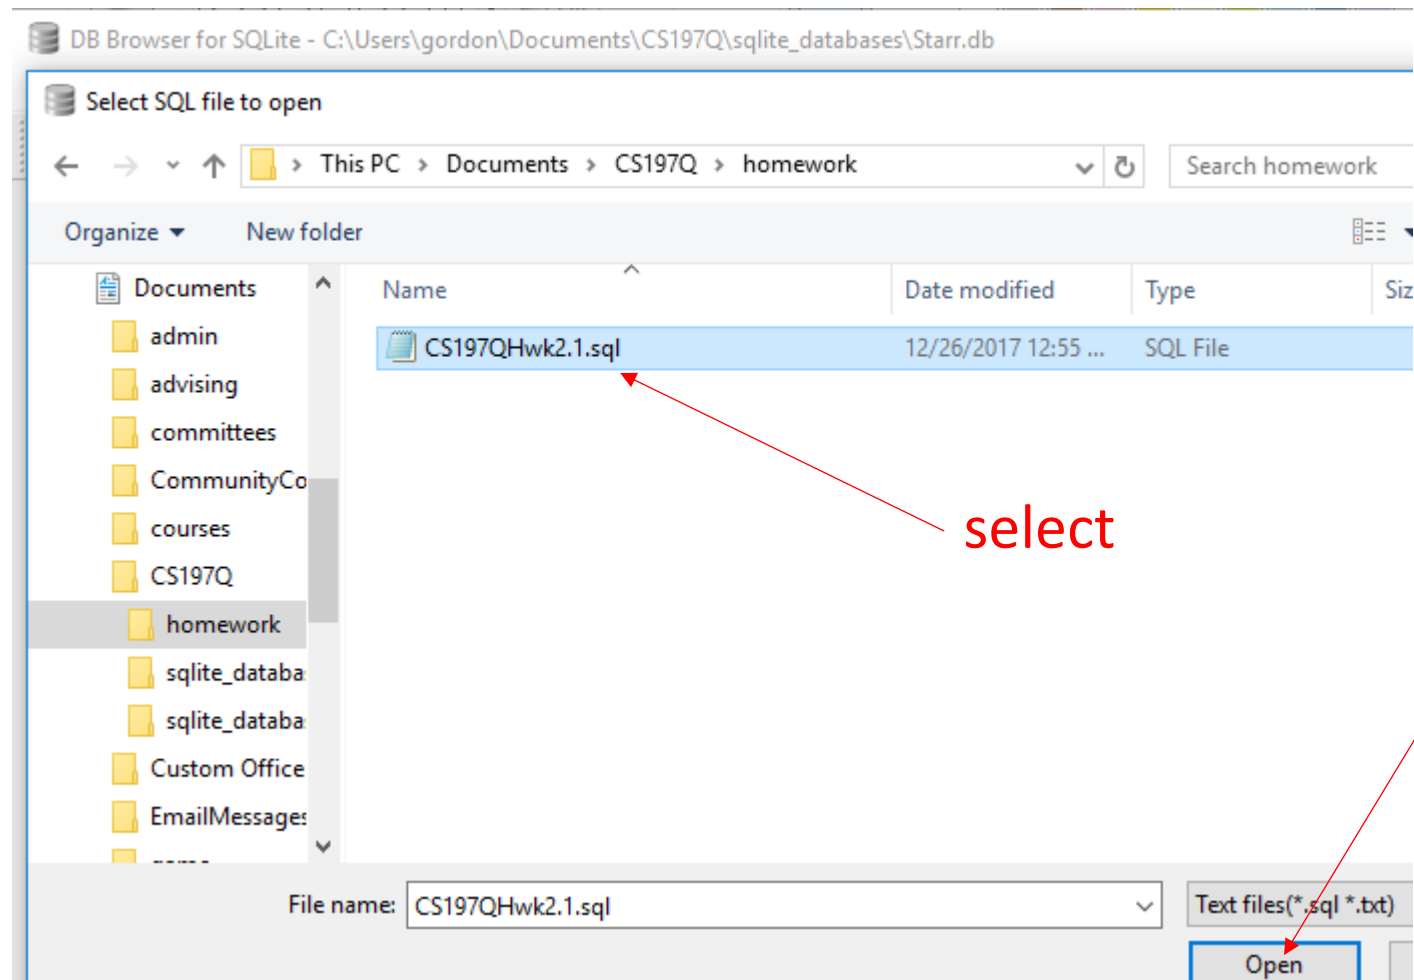 DB Browser for SQLite - C:\Users\gordon\Documents\CS197Q\sqlite_databases\Starr.db
Select SQL file to open
This PC > Documents > CS197Q > homework
Search homework
Organize New folder
Name Date modified Type Siz
CS197QHwk2.1.sql 12/26/2017 12:55 ... SQL File
Documents
admin
advising
committees
CommunityCo
courses
CS197Q
homework
sqlite_databa
sqlite_databa
Custom Office
EmailMessages
select
File name: CS197QHwk2.1.sql Text files(*.sql *.txt)
Open